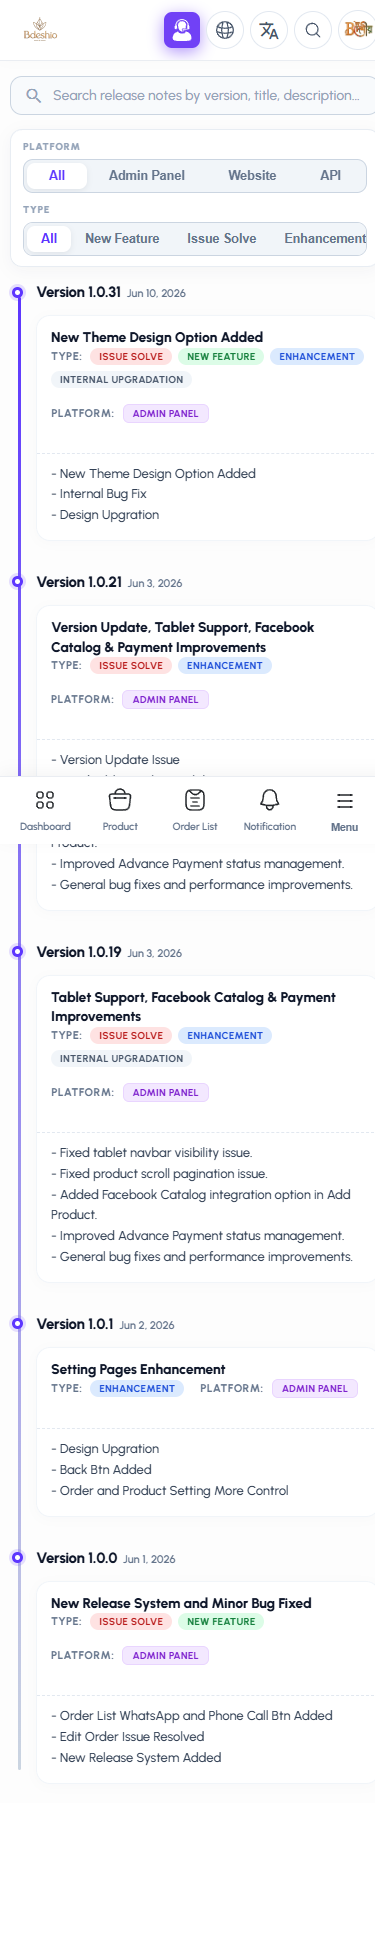 Bdeshio
Search release notes by version, title, description...
PLATFORM
All Admin Panel Website API
TYPE
All New Feature Issue Solve Enhancement
Version 1.0.31 Jun 10, 2026
New Theme Design Option Added
TYPE: ISSUE SOLVE NEW FEATURE ENHANCEMENT
INTERNAL UPGRADATION
PLATFORM: ADMIN PANEL
- New Theme Design Option Added
- Internal Bug Fix
- Design Upgration
Version 1.0.21 Jun 3, 2026
Version Update, Tablet Support, Facebook
Catalog & Payment Improvements
TYPE: ISSUE SOLVE ENHANCEMENT
PLATFORM: ADMIN PANEL
- Version Update Issue
Dashboard Product Order List Notification Menu
Product.
- Improved Advance Payment status management.
- General bug fixes and performance improvements.
Version 1.0.19 Jun 3, 2026
Tablet Support, Facebook Catalog & Payment
Improvements
TYPE: ISSUE SOLVE ENHANCEMENT
INTERNAL UPGRADATION
PLATFORM: ADMIN PANEL
- Fixed tablet navbar visibility issue.
- Fixed product scroll pagination issue.
- Added Facebook Catalog integration option in Add
Product.
- Improved Advance Payment status management.
- General bug fixes and performance improvements.
Version 1.0.1 Jun 2, 2026
Setting Pages Enhancement
TYPE: ENHANCEMENT PLATFORM: ADMIN PANEL
- Design Upgration
- Back Btn Added
- Order and Product Setting More Control
Version 1.0.0 Jun 1, 2026
New Release System and Minor Bug Fixed
TYPE: ISSUE SOLVE NEW FEATURE
PLATFORM: ADMIN PANEL
- Order List WhatsApp and Phone Call Btn Added
- Edit Order Issue Resolved
- New Release System Added